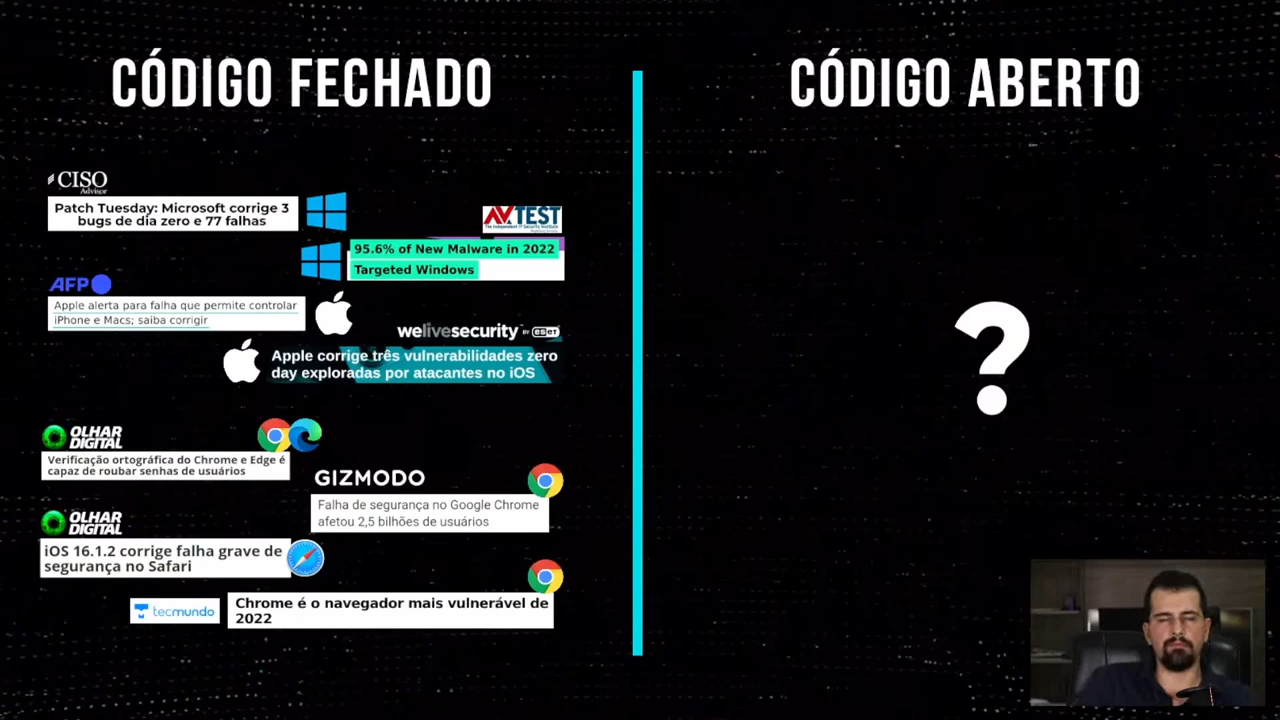 CÓDIGO FECHADO
CÓDIGO ABERTO
CISO
Advisor
Patch Tuesday: Microsoft corrige 3
bugs de dia zero e 77 falhas
AV TEST
The Independent IT-Security Institute
95.6% of New Malware in 2022
Targeted Windows
AFP
Apple alerta para falha que permite controlar
iPhone e Macs; saiba corrigir
welivesecurity BY eset
Apple corrige três vulnerabilidades zero
day exploradas por atacantes no iOS
?
OLHAR
DIGITAL
Verificação ortográfica do Chrome e Edge é
capaz de roubar senhas de usuários
GIZMODO
Falha de segurança no Google Chrome
afetou 2,5 bilhões de usuários
OLHAR
DIGITAL
iOS 16.1.2 corrige falha grave de
segurança no Safari
tecmundo
Chrome é o navegador mais vulnerável de
2022